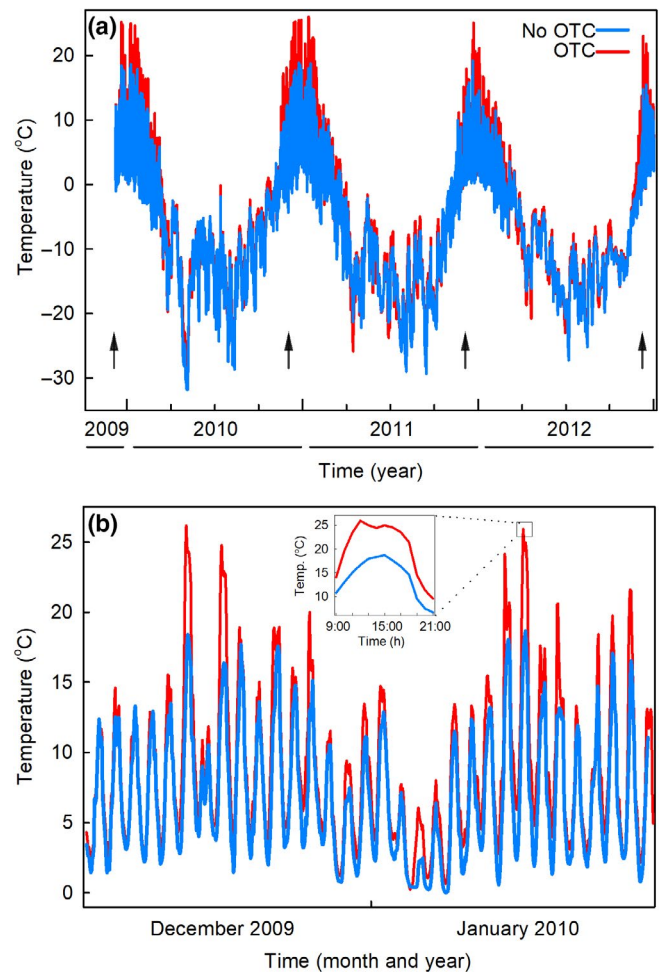 (a)
No OTC
OTC
20
10
0
−10
−20
−30
Temperature (°C)
2009 2010 2011 2012
Time (year)
(b)
25
20
15
10
5
0
Temperature (°C)
25
20
15
10
Temp. (°C)
9:00 15:00 21:00
Time (h)
December 2009 January 2010
Time (month and year)